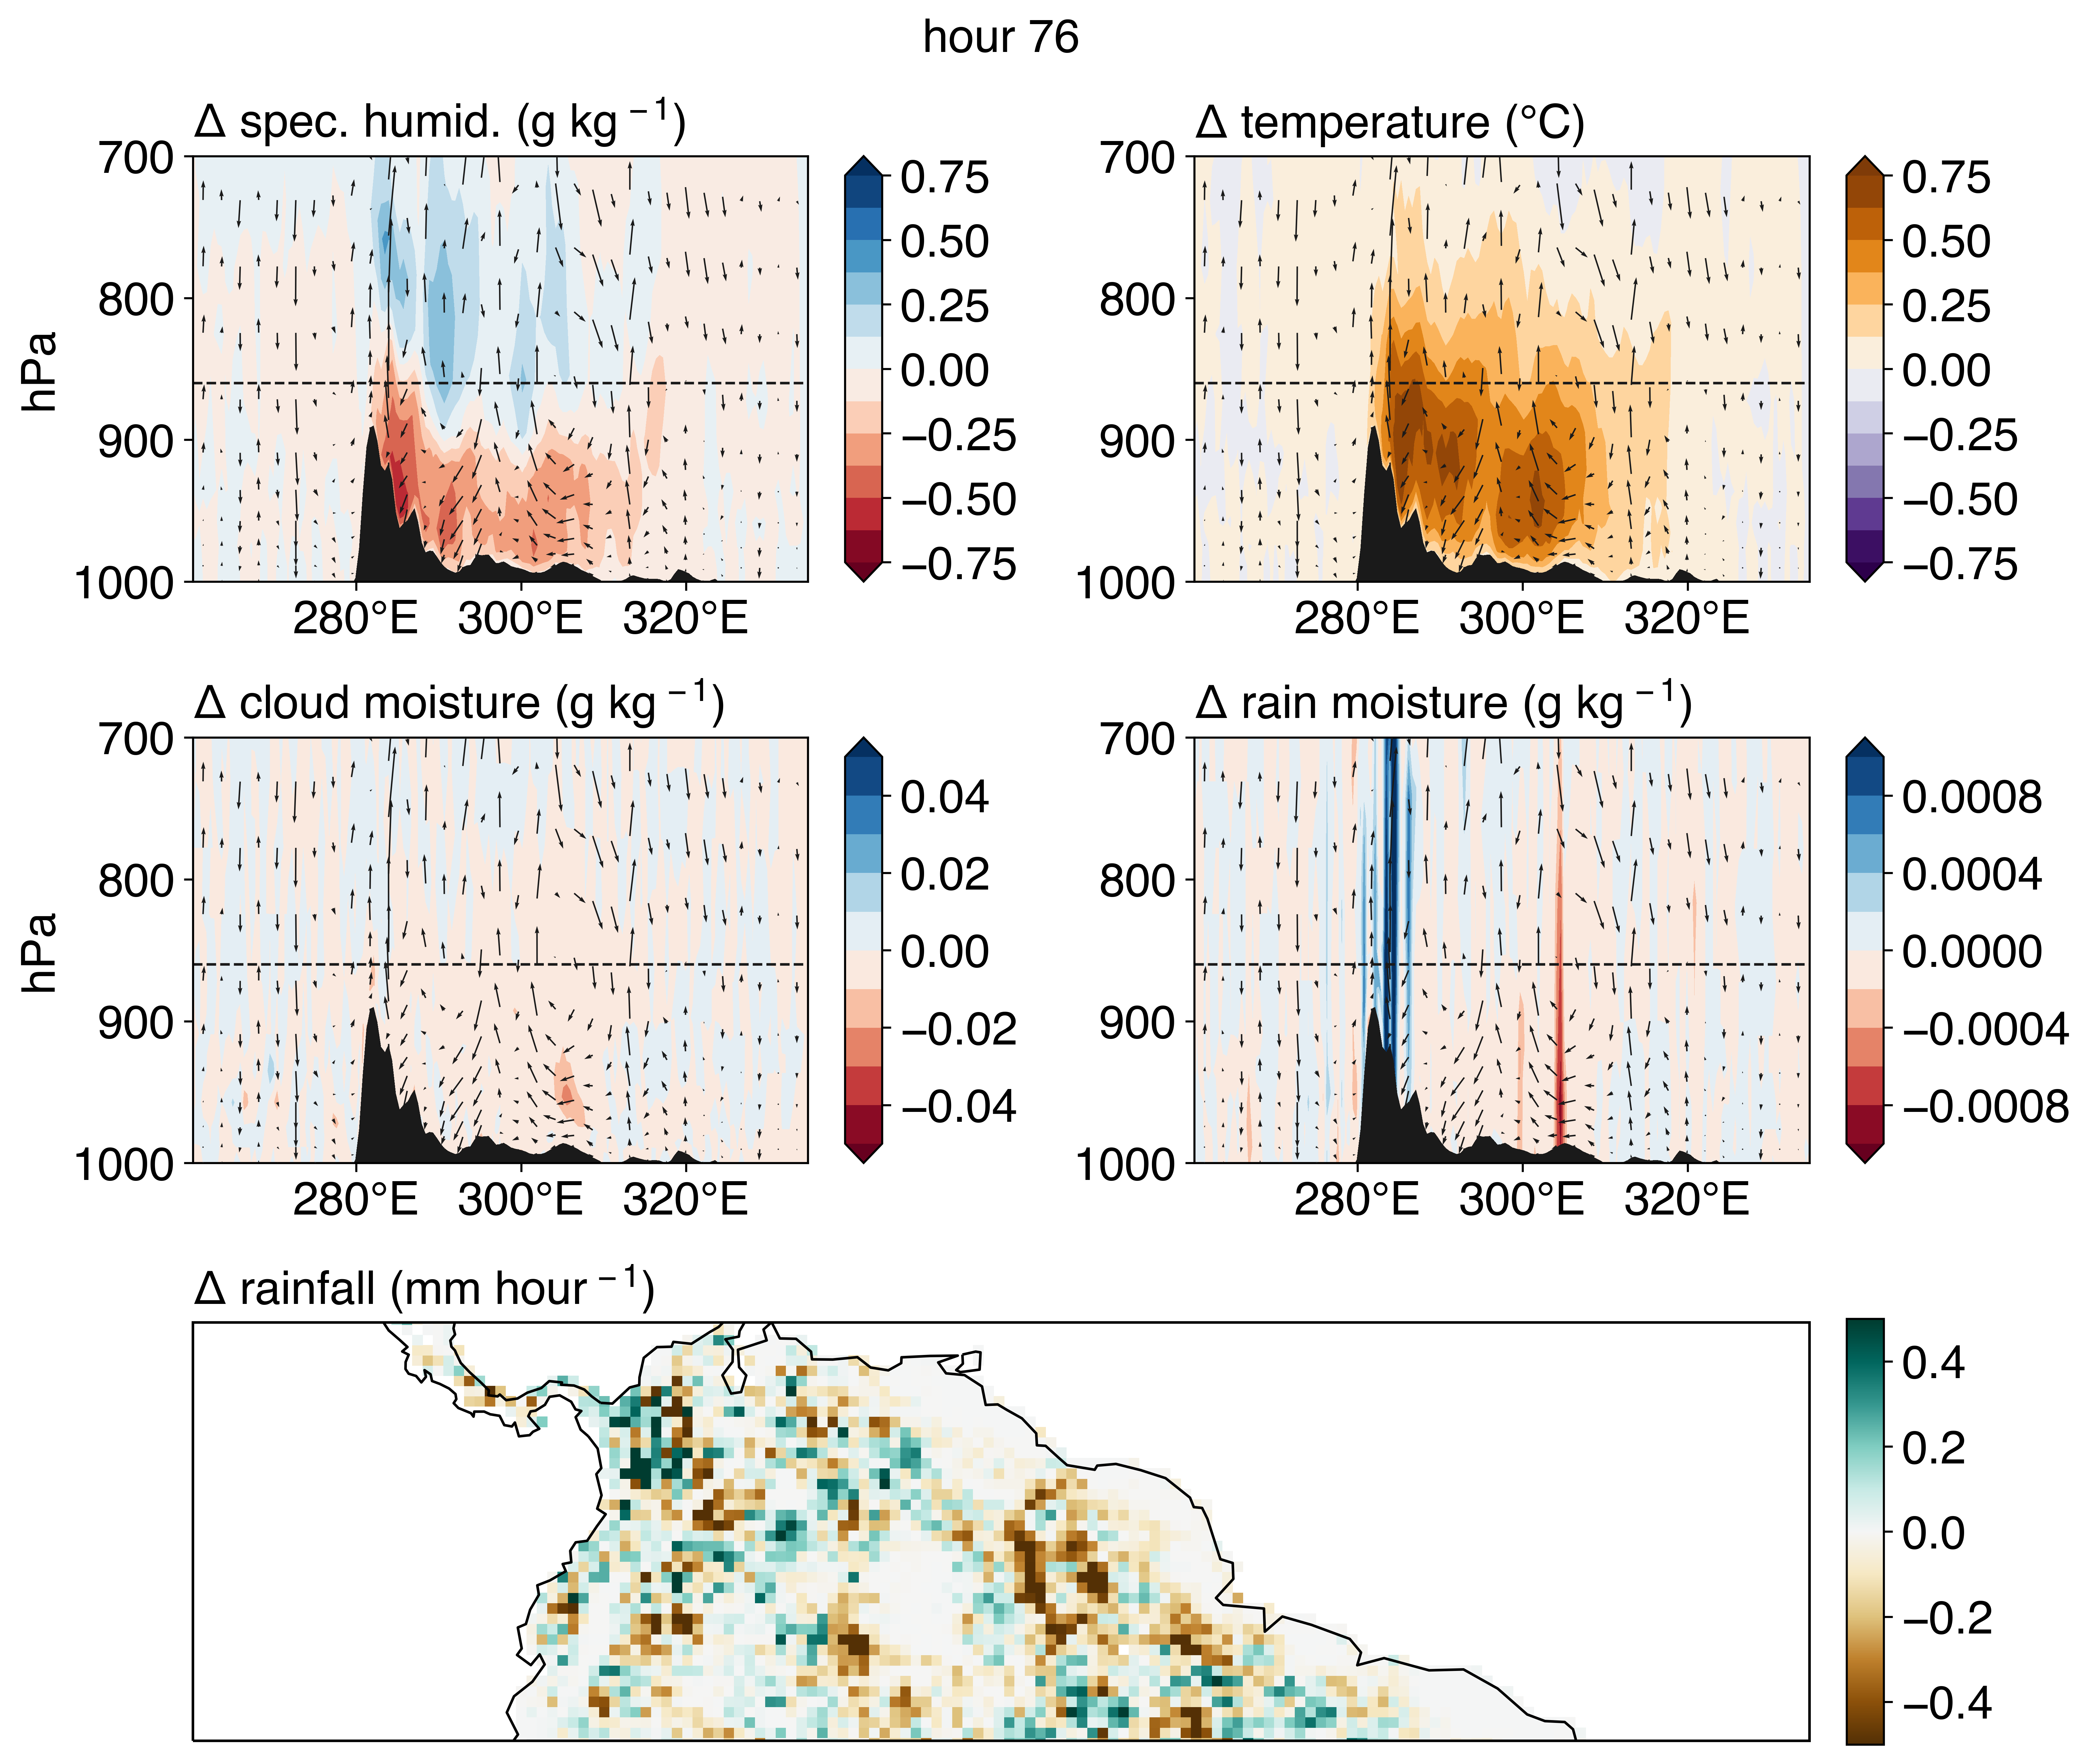 hour 76
Δ spec. humid. (g kg⁻¹)
700
800
900
1000
hPa
280°E
300°E
320°E
0.75
0.50
0.25
0.00
−0.25
−0.50
−0.75
Δ temperature (°C)
700
800
900
1000
280°E
300°E
320°E
0.75
0.50
0.25
0.00
−0.25
−0.50
−0.75
Δ cloud moisture (g kg⁻¹)
700
800
900
1000
hPa
280°E
300°E
320°E
0.04
0.02
0.00
−0.02
−0.04
Δ rain moisture (g kg⁻¹)
700
800
900
1000
280°E
300°E
320°E
0.0008
0.0004
0.0000
−0.0004
−0.0008
Δ rainfall (mm hour⁻¹)
0.4
0.2
0.0
−0.2
−0.4